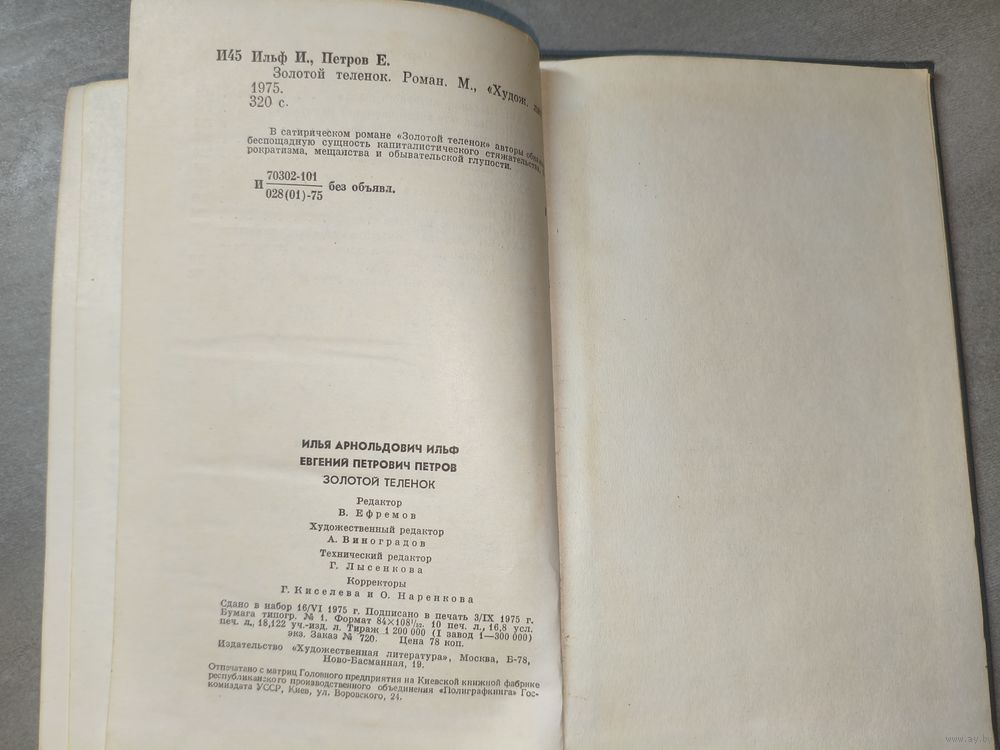 И45 Ильф И., Петров Е.
Золотой теленок. Роман. М., «Худож.
1975.
320 с.
В сатирическом романе «Золотой теленок» авторы
беспощадную сущность капиталистического стяжательства,
рократизма, мещанства и обывательской глупости.
И 70302-101
028(01)-75 без объявл.
ИЛЬЯ АРНОЛЬДОВИЧ ИЛЬФ
ЕВГЕНИЙ ПЕТРОВИЧ ПЕТРОВ
ЗОЛОТОЙ ТЕЛЕНОК
Редактор
В. Ефремов
Художественный редактор
А. Виноградов
Технический редактор
Г. Лысенкова
Корректоры
Г. Киселева и О. Наренкова
Сдано в набор 16/VI 1975 г. Подписано в печать 3/IX 1975 г.
Бумага типогр. № 1. Формат 84×108¹/₃₂. 10 печ. л., 16,8 усл.
печ. л., 18,122 уч.-изд. л. Тираж 1 200 000 (I завод 1—300 000)
экз. Заказ № 720. Цена 78 коп.
Издательство «Художественная литература», Москва, Б-78,
Ново-Басманная, 19.
Отпечатано с матриц Головного предприятия на Киевской книжной фабрике
республиканского производственного объединения «Полиграфкнига» Гос-
комиздата УССР, Киев, ул. Воровского, 24.
www.ay.by